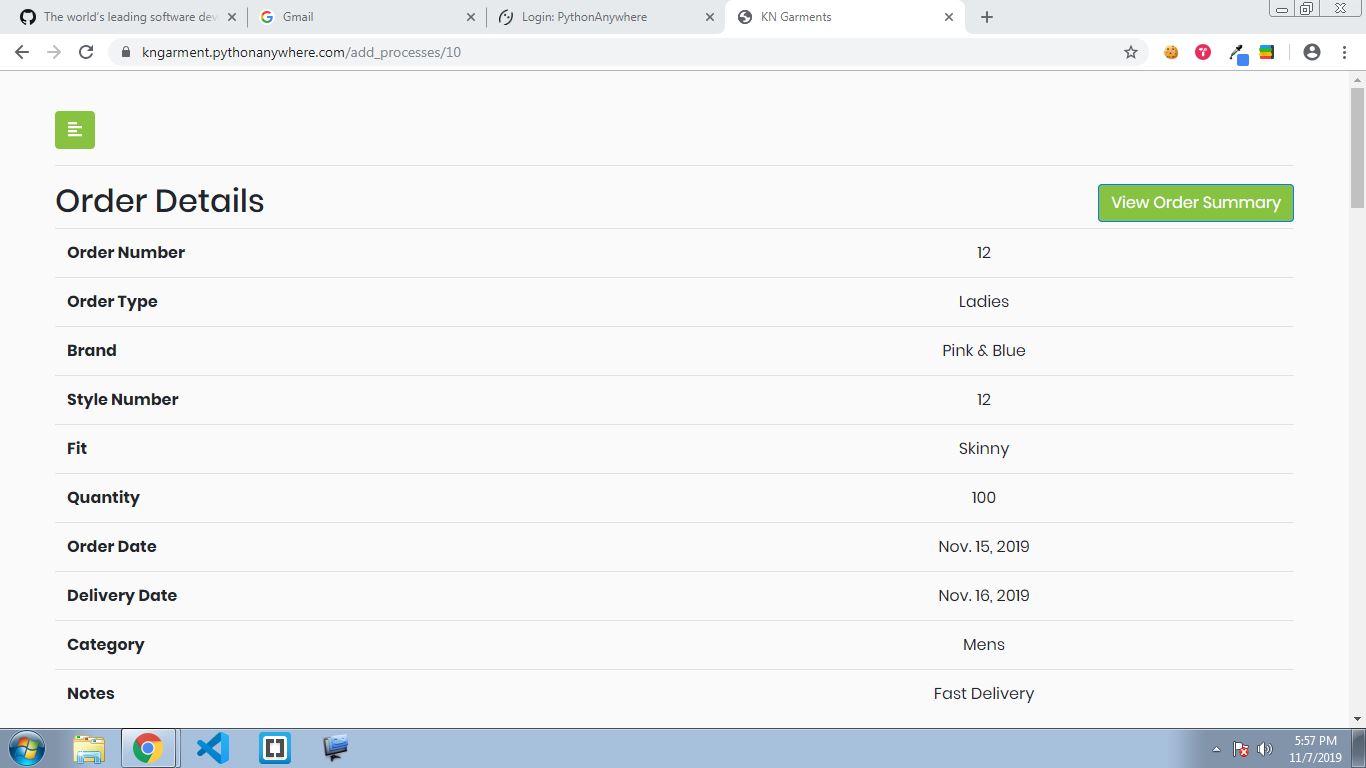 The world's leading software dev
Gmail
Login: PythonAnywhere
KN Garments
kngarment.pythonanywhere.com/add_processes/10
Order Details
View Order Summary
Order Number 12
Order Type Ladies
Brand Pink & Blue
Style Number 12
Fit Skinny
Quantity 100
Order Date Nov. 15, 2019
Delivery Date Nov. 16, 2019
Category Mens
Notes Fast Delivery
5:57 PM
11/7/2019